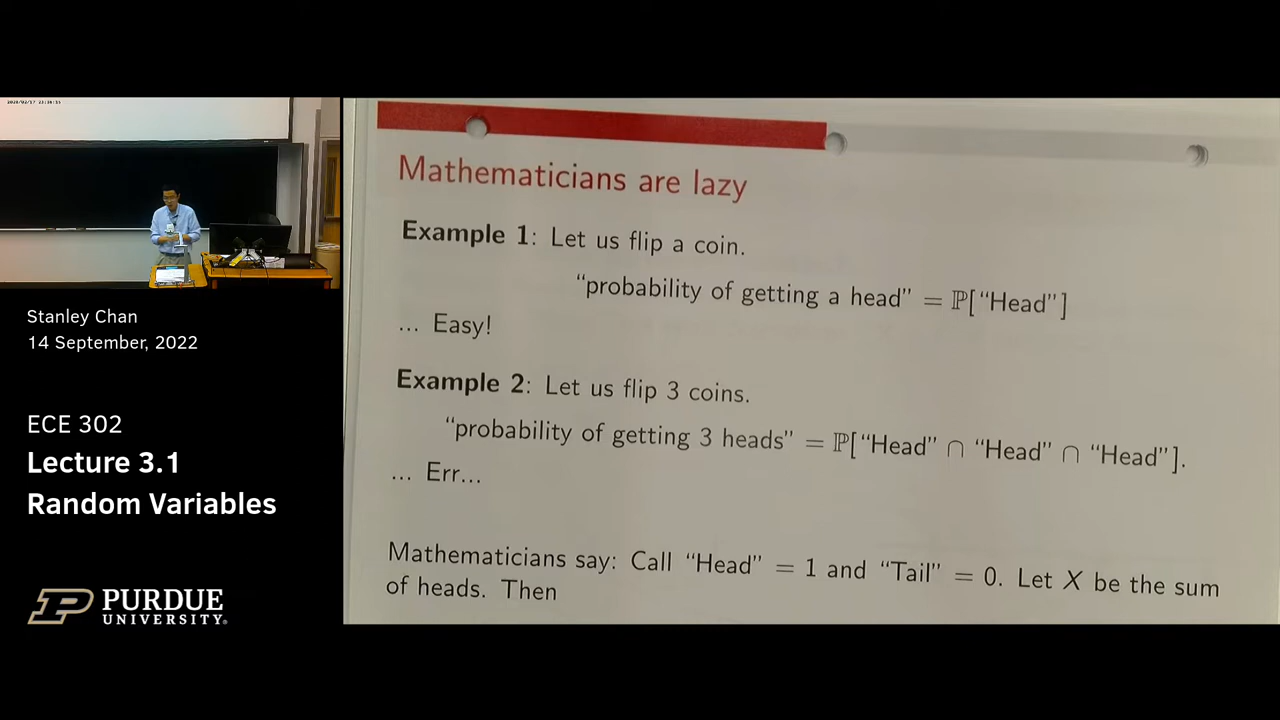 Stanley Chan
14 September, 2022
ECE 302
Lecture 3.1
Random Variables
PURDUE
UNIVERSITY.
Mathematicians are lazy
Example 1: Let us flip a coin.
“probability of getting a head” = ℙ[“Head”]
... Easy!
Example 2: Let us flip 3 coins.
“probability of getting 3 heads” = ℙ[“Head” ∩ “Head” ∩ “Head”].
... Err...
Mathematicians say: Call “Head” = 1 and “Tail” = 0. Let X be the sum
of heads. Then